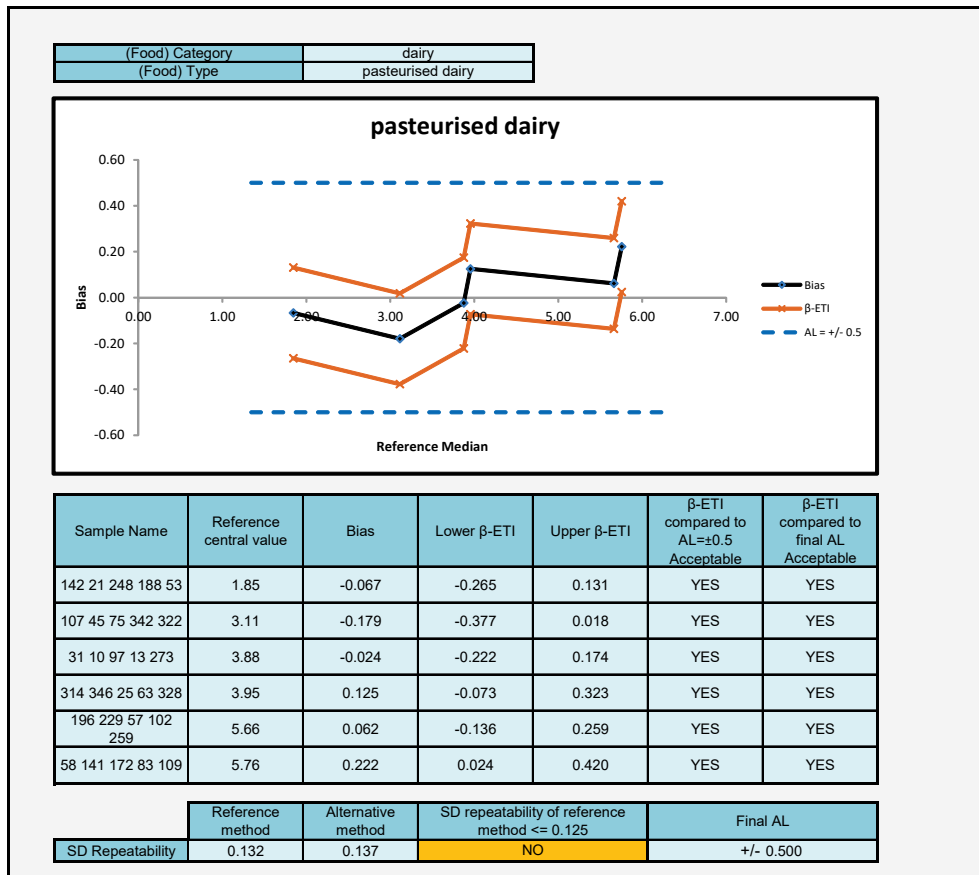 (Food) Category dairy
(Food) Type pasteurised dairy
pasteurised dairy
0.60
0.40
0.20
0.00
-0.20
-0.40
-0.60
0.00 1.00 2.00 3.00 4.00 5.00 6.00 7.00
Bias
Reference Median
Bias
β-ETI
AL = +/- 0.5
Sample Name Reference central value Bias Lower β-ETI Upper β-ETI β-ETI compared to AL=±0.5 Acceptable β-ETI compared to final AL Acceptable
142 21 248 188 53 1.85 -0.067 -0.265 0.131 YES YES
107 45 75 342 322 3.11 -0.179 -0.377 0.018 YES YES
31 10 97 13 273 3.88 -0.024 -0.222 0.174 YES YES
314 346 25 63 328 3.95 0.125 -0.073 0.323 YES YES
196 229 57 102 259 5.66 0.062 -0.136 0.259 YES YES
58 141 172 83 109 5.76 0.222 0.024 0.420 YES YES
Reference method Alternative method SD repeatability of reference method <= 0.125 Final AL
SD Repeatability 0.132 0.137 NO +/- 0.500